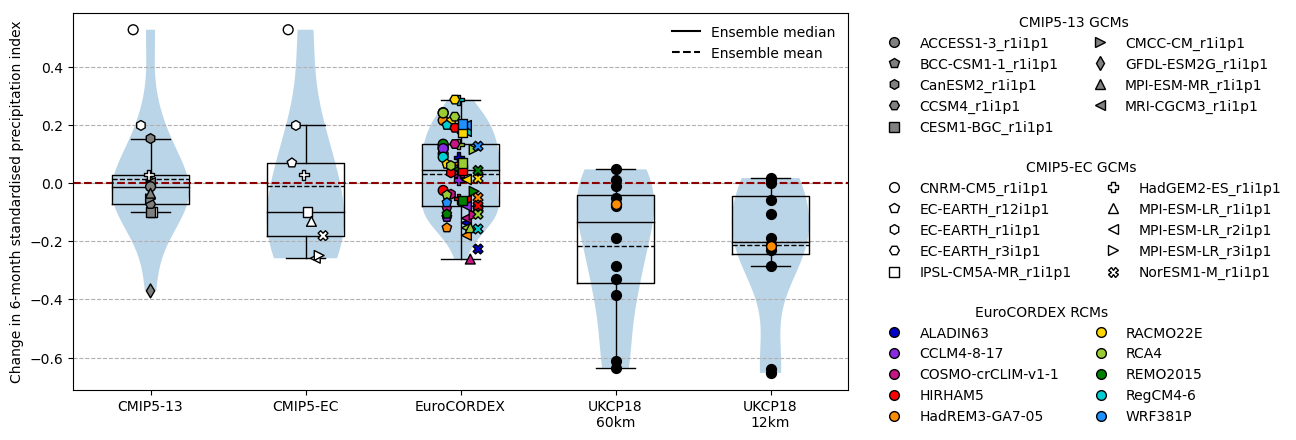 Change in 6-month standardised precipitation index
0.4
0.2
0.0
−0.2
−0.4
−0.6
Ensemble median
Ensemble mean
CMIP5-13
CMIP5-EC
EuroCORDEX
UKCP18
60km
UKCP18
12km
CMIP5-13 GCMs
ACCESS1-3_r1i1p1
BCC-CSM1-1_r1i1p1
CanESM2_r1i1p1
CCSM4_r1i1p1
CESM1-BGC_r1i1p1
CMCC-CM_r1i1p1
GFDL-ESM2G_r1i1p1
MPI-ESM-MR_r1i1p1
MRI-CGCM3_r1i1p1
CMIP5-EC GCMs
CNRM-CM5_r1i1p1
EC-EARTH_r12i1p1
EC-EARTH_r1i1p1
EC-EARTH_r3i1p1
IPSL-CM5A-MR_r1i1p1
HadGEM2-ES_r1i1p1
MPI-ESM-LR_r1i1p1
MPI-ESM-LR_r2i1p1
MPI-ESM-LR_r3i1p1
NorESM1-M_r1i1p1
EuroCORDEX RCMs
ALADIN63
CCLM4-8-17
COSMO-crCLIM-v1-1
HIRHAM5
HadREM3-GA7-05
RACMO22E
RCA4
REMO2015
RegCM4-6
WRF381P